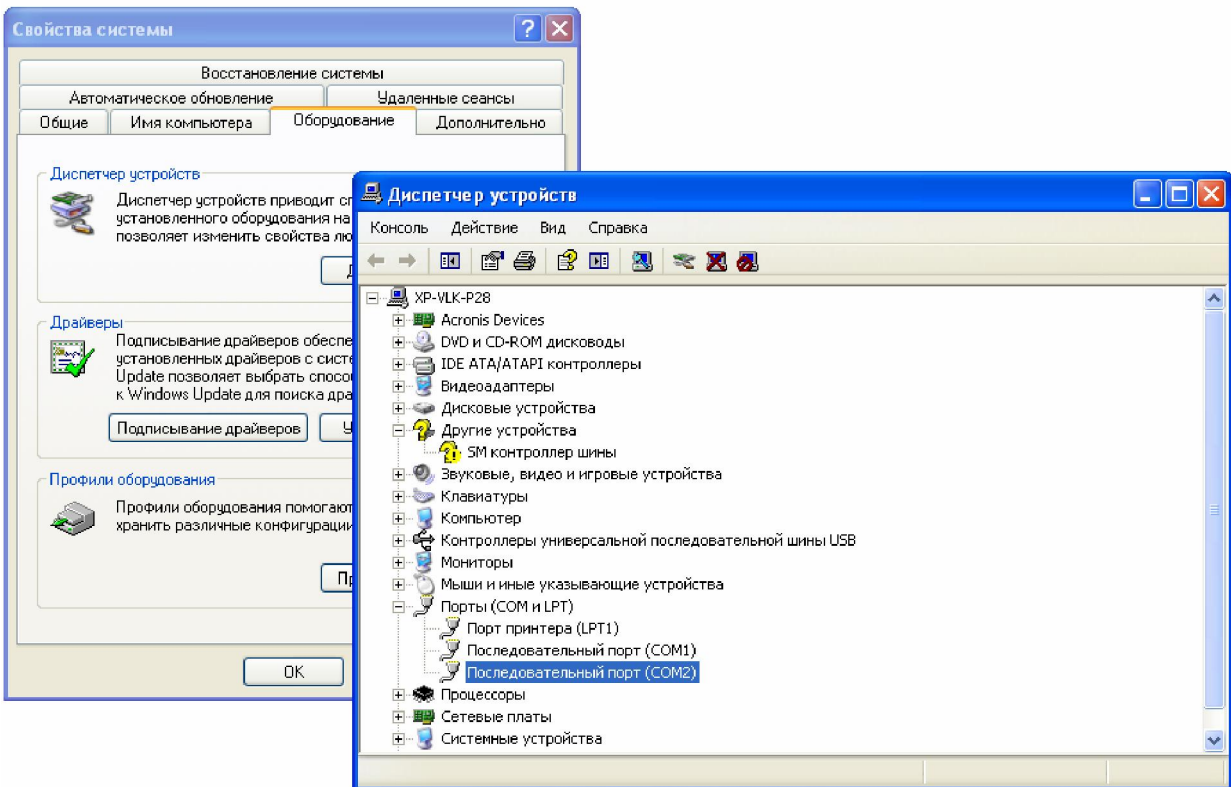 Свойства системы
Восстановление системы
Автоматическое обновление
Удаленные сеансы
Общие
Имя компьютера
Оборудование
Дополнительно
Диспетчер устройств
Диспетчер устройств приводит сп
установленного оборудования на
позволяет изменить свойства лю
Драйверы
Подписывание драйверов обеспе
установленных драйверов с систе
Update позволяет выбрать спосо
к Windows Update для поиска дра
Подписывание драйверов
У
Профили оборудования
Профили оборудования помогают
хранить различные конфигурации
Пр
OK
Диспетчер устройств
Консоль Действие Вид Справка
XP-VLK-P28
Acronis Devices
DVD и CD-ROM дисководы
IDE ATA/ATAPI контроллеры
Видеоадаптеры
Дисковые устройства
Другие устройства
SM контроллер шины
Звуковые, видео и игровые устройства
Клавиатуры
Компьютер
Контроллеры универсальной последовательной шины USB
Мониторы
Мыши и иные указывающие устройства
Порты (COM и LPT)
Порт принтера (LPT1)
Последовательный порт (COM1)
Последовательный порт (COM2)
Процессоры
Сетевые платы
Системные устройства